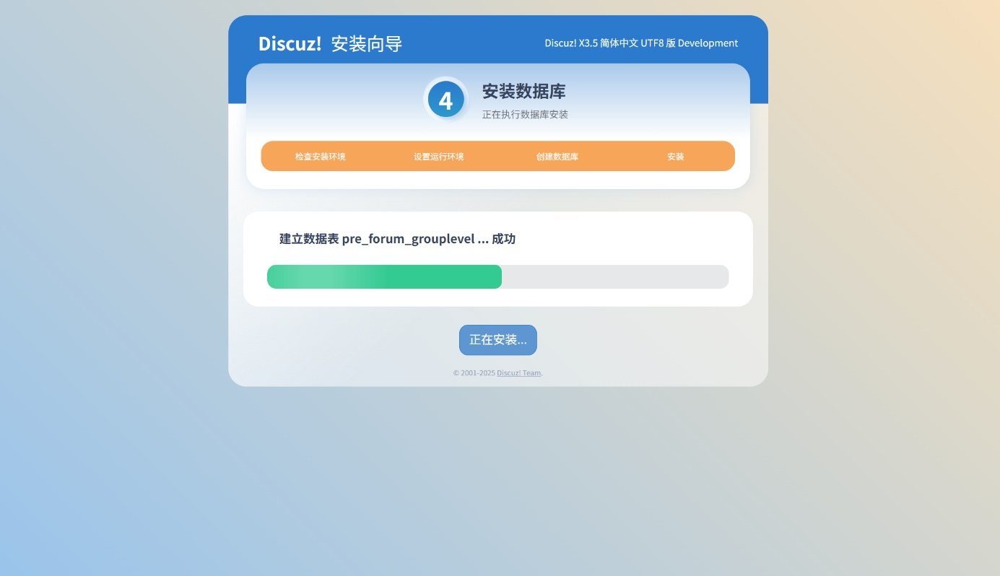 Discuz! 安装向导
Discuz! X3.5 简体中文 UTF8 版 Development
4
安装数据库
正在执行数据库安装
检查安装环境 设置运行环境 创建数据库 安装
建立数据表 pre_forum_grouplevel ... 成功
正在安装...
© 2001-2025 Discuz! Team.